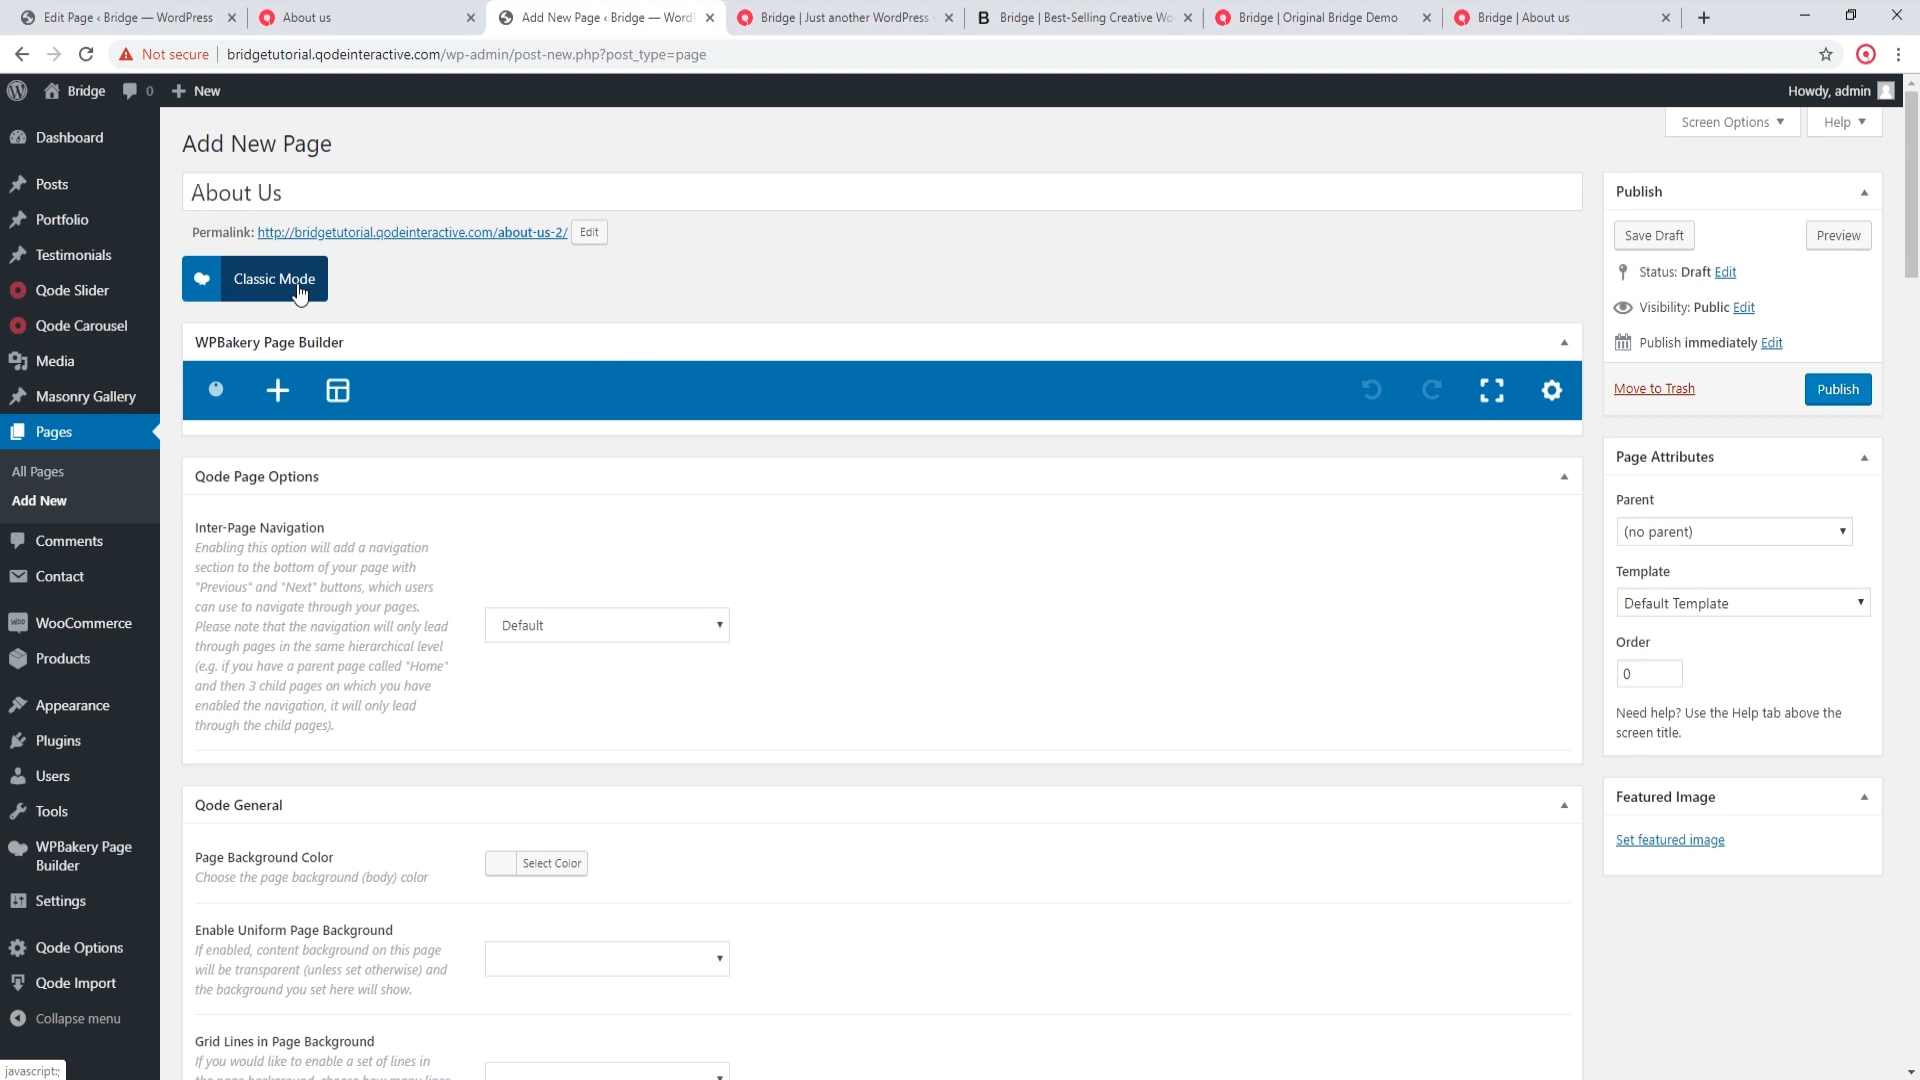 Edit Page ‹ Bridge — WordPress
About us
Add New Page ‹ Bridge — Word
Bridge | Just another WordPress
Bridge | Best-Selling Creative Wo
Bridge | Original Bridge Demo
Bridge | About us
Not secure
bridgetutorial.qodeinteractive.com/wp-admin/post-new.php?post_type=page
Bridge
0
New
Howdy, admin
Dashboard
Posts
Portfolio
Testimonials
Qode Slider
Qode Carousel
Media
Masonry Gallery
Pages
All Pages
Add New
Comments
Contact
WooCommerce
Products
Appearance
Plugins
Users
Tools
WPBakery Page
Builder
Settings
Qode Options
Qode Import
Collapse menu
javascript:;
Screen Options
Help
Add New Page
About Us
Permalink: http://bridgetutorial.qodeinteractive.com/about-us-2/ Edit
Classic Mode
WPBakery Page Builder
Qode Page Options
Inter-Page Navigation
Enabling this option will add a navigation
section to the bottom of your page with
"Previous" and "Next" buttons, which users
can use to navigate through your pages.
Please note that the navigation will only lead
through pages in the same hierarchical level
(e.g. if you have a parent page called "Home"
and then 3 child pages on which you have
enabled the navigation, it will only lead
through the child pages).
Default
Qode General
Page Background Color
Choose the page background (body) color
Select Color
Enable Uniform Page Background
If enabled, content background on this page
will be transparent (unless set otherwise) and
the background you set here will show.
Grid Lines in Page Background
If you would like to enable a set of lines in
the page background, choose how many lines
Publish
Save Draft
Preview
Status: Draft Edit
Visibility: Public Edit
Publish immediately Edit
Move to Trash
Publish
Page Attributes
Parent
(no parent)
Template
Default Template
Order
0
Need help? Use the Help tab above the
screen title.
Featured Image
Set featured image